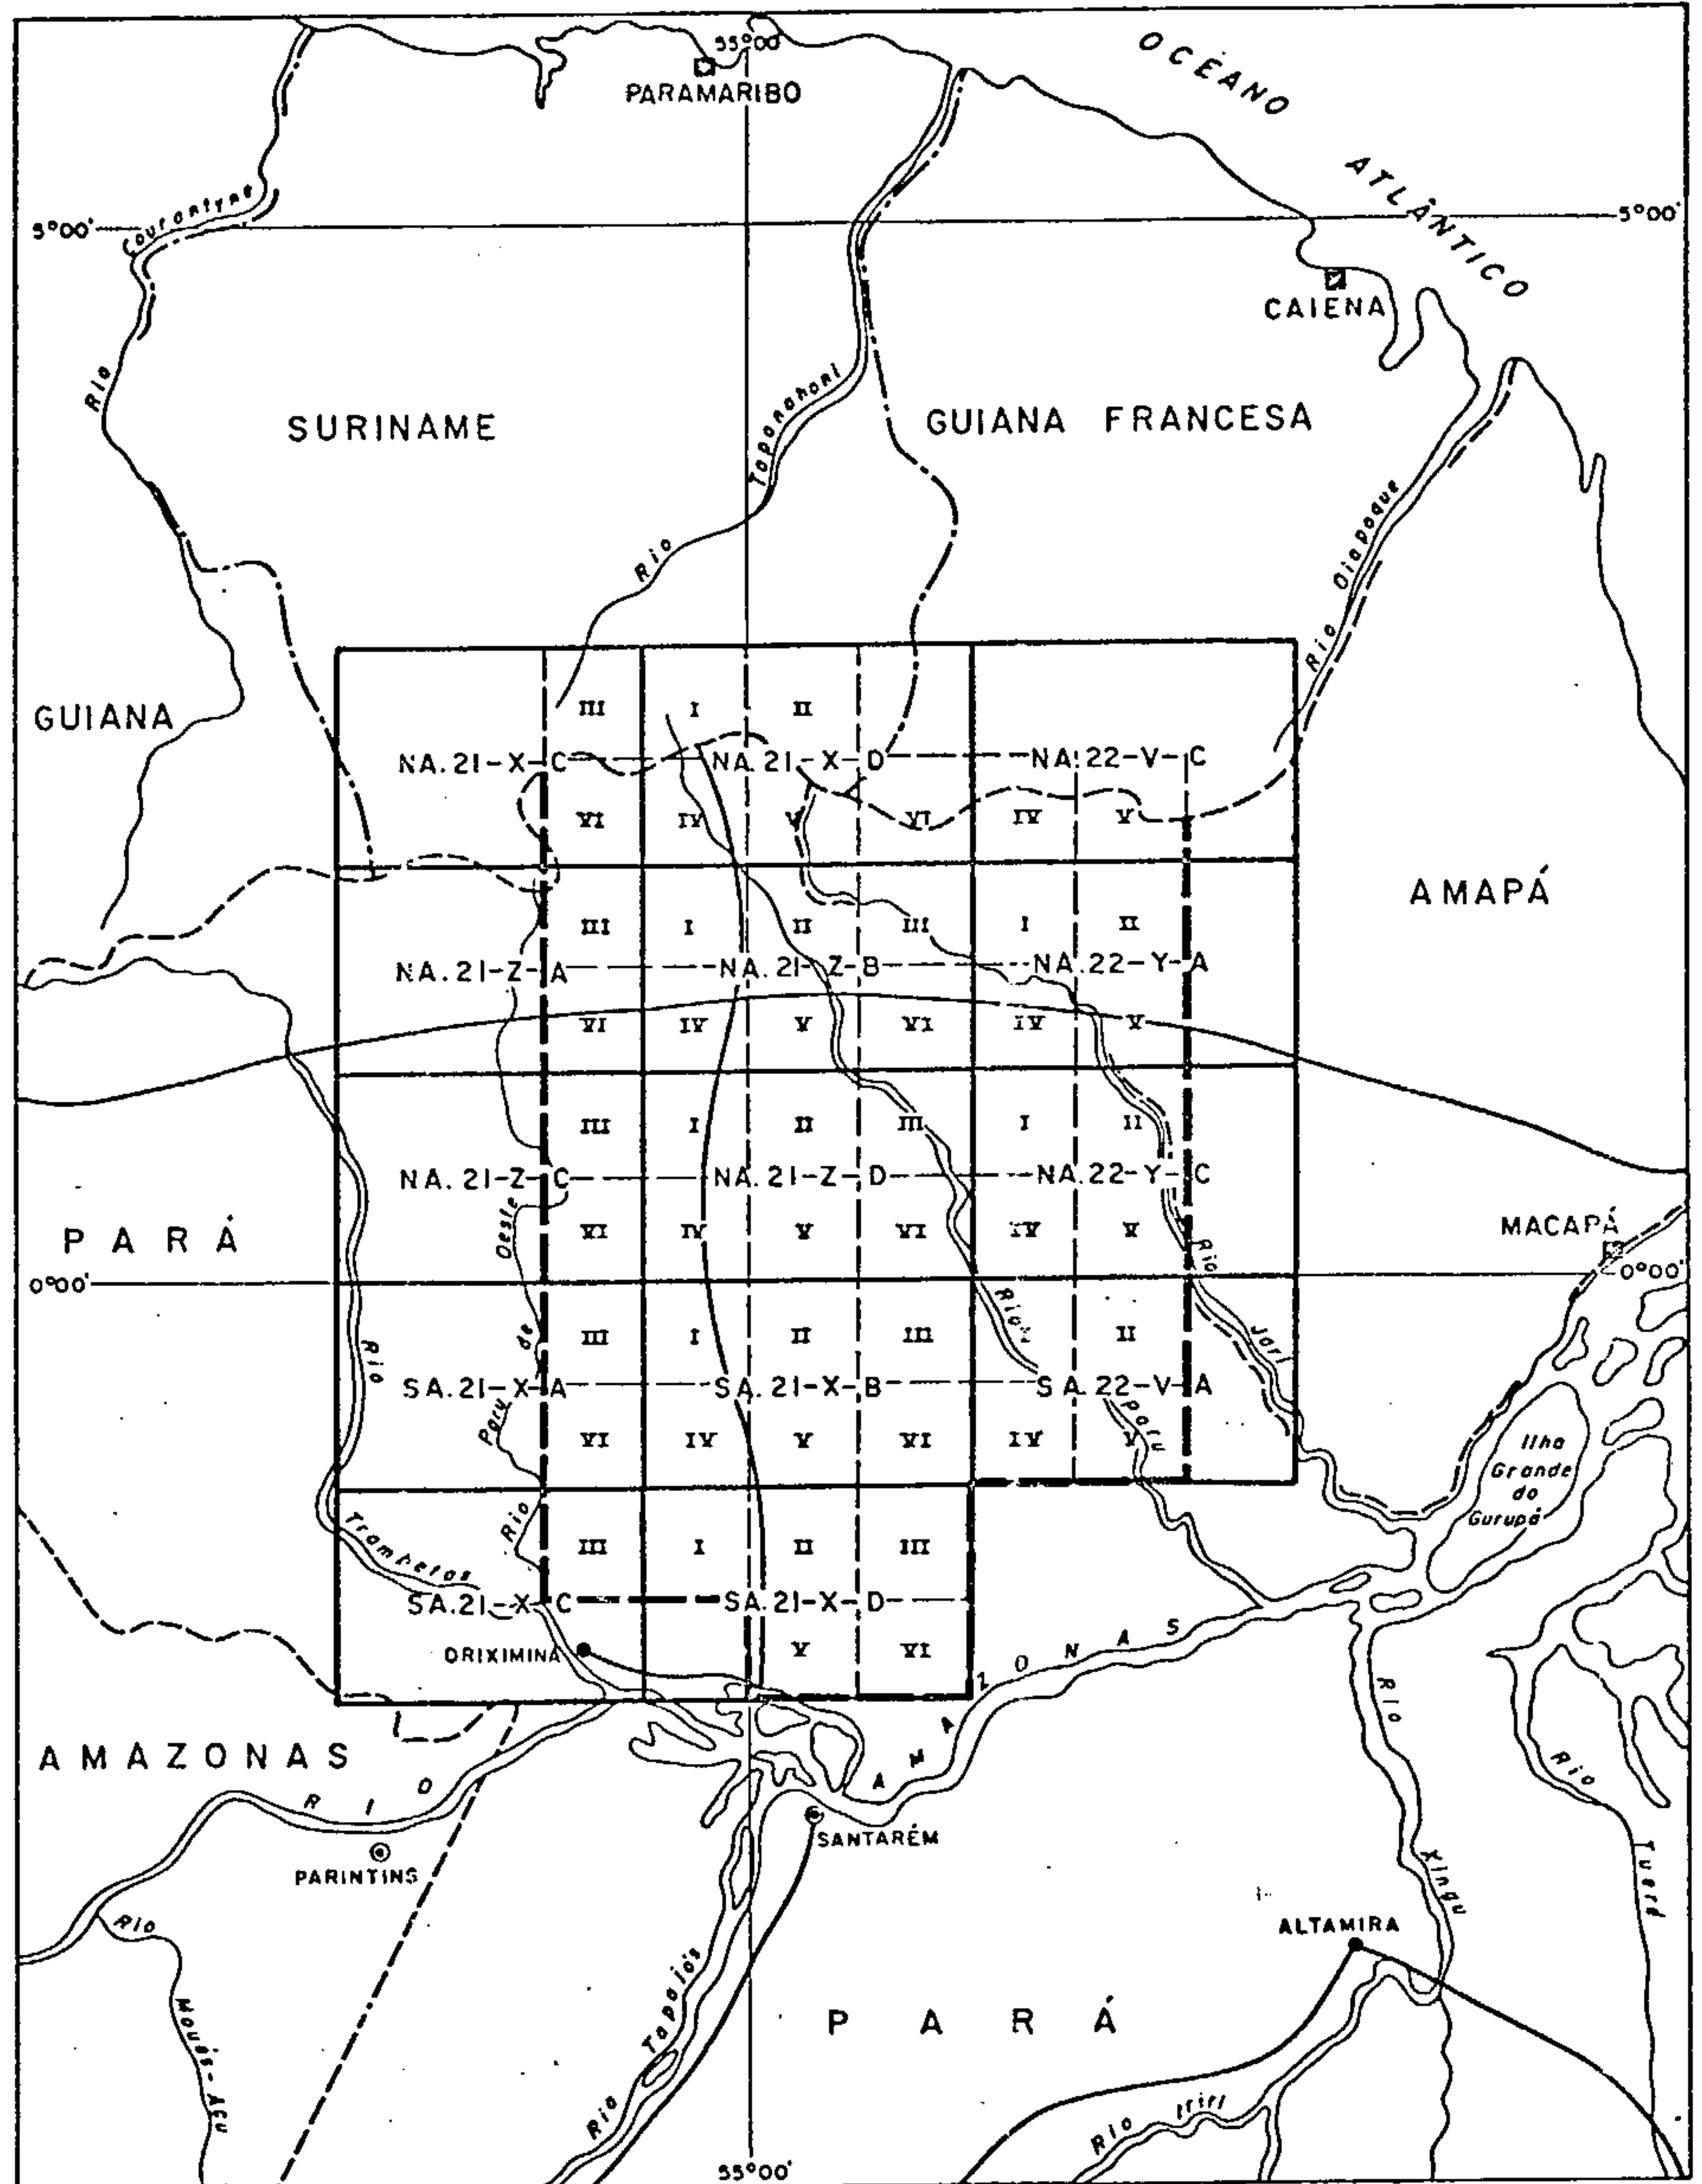 55°00'
OCEANO
PARAMARIBO
ATLÂNTICO
Rio Courantyne
5°00'
5°00'
CAIENA
Rio Tapanahoni
SURINAME
GUIANA FRANCESA
Rio Oiapoque
GUIANA
III I II
NA.21-X-C NA.21-X-D NA.22-V-C
VI IV V VI IV V
AMAPÁ
III I II III I II
NA.21-Z-A NA.21-Z-B NA.22-Y-A
VI IV V VI IV V
III I II III I II
NA.21-Z-C NA.21-Z-D NA.22-Y-C
PARÁ
VI IV V VI IV V
MACAPÁ
0°00'
0°00'
Rio Paru de Oeste
Rio Trombetas
Rio Paru
Rio Jari
III I II III I II
SA.21-X-A SA.21-X-B SA.22-V-A
VI IV V VI IV V
Ilha
Grande
do
Gurupá
III I II III
SA.21-X-C SA.21-X-D
V VI
ORIXIMINÁ
RIO AMAZONAS
AMAZONAS
Rio Xingu
Rio Tueré
SANTARÉM
PARINTINS
Rio Maués-Açu
ALTAMIRA
Rio Tapajós
PARÁ
Rio Iriri
55°00'